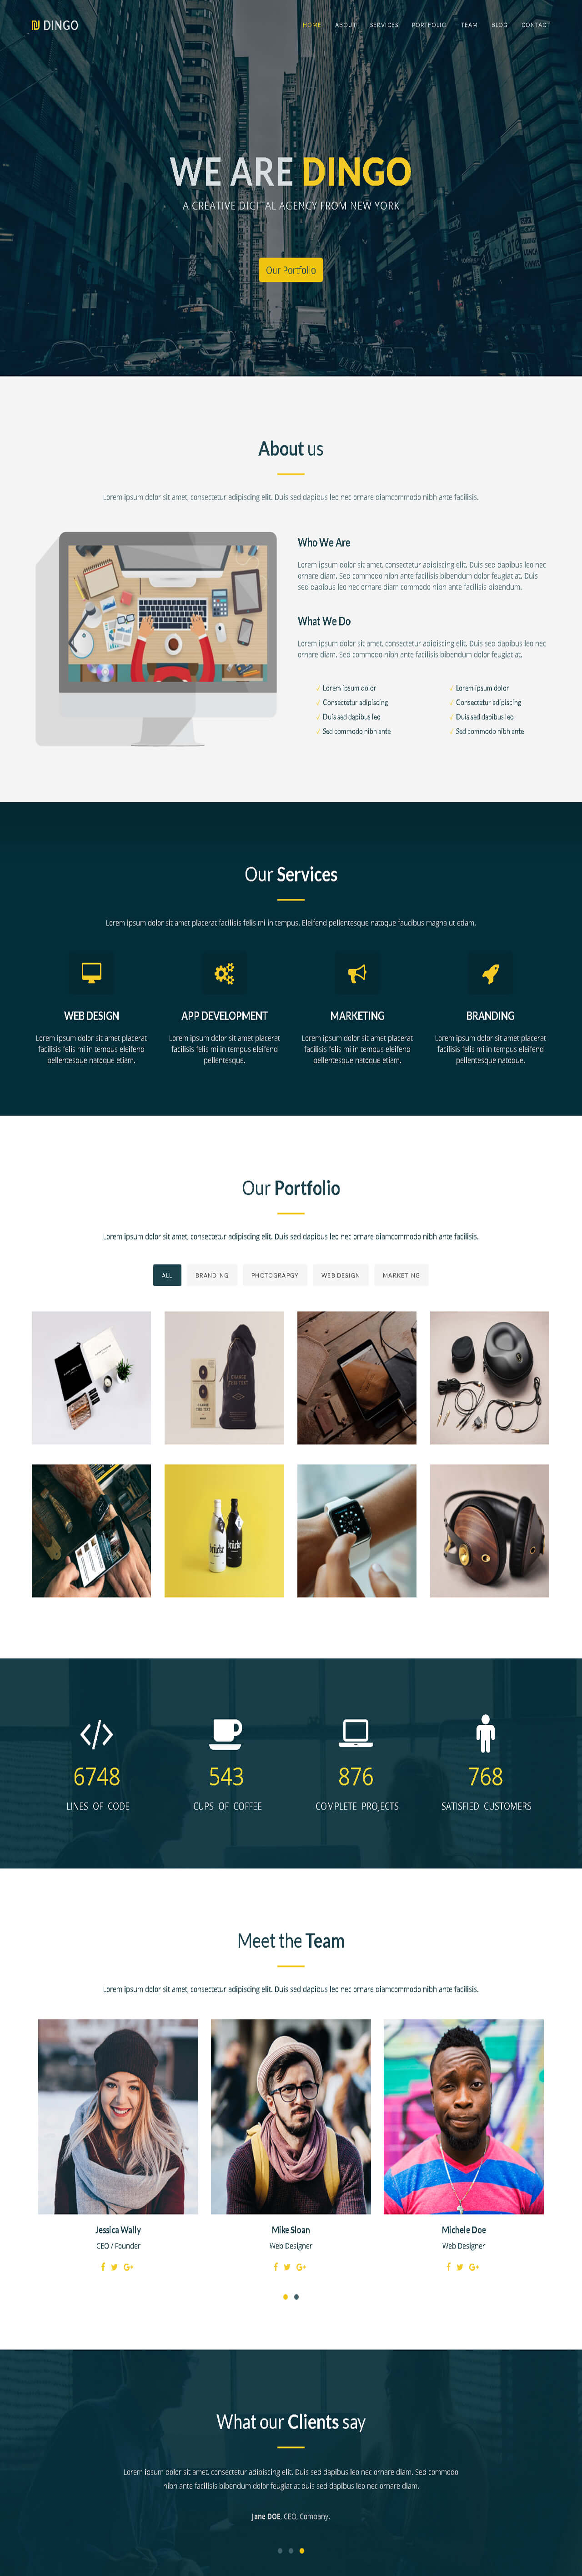 DINGO
HOME ABOUT SERVICES PORTFOLIO TEAM BLOG CONTACT
WE ARE DINGO
A CREATIVE DIGITAL AGENCY FROM NEW YORK
Our Portfolio
About us
Lorem ipsum dolor sit amet, consectetur adipiscing elit. Duis sed dapibus leo nec ornare diamcommodo nibh ante facilisis.
Who We Are
Lorem ipsum dolor sit amet, consectetur adipiscing elit. Duis sed dapibus leo nec
ornare diam. Sed commodo nibh ante facilisis bibendum dolor feugiat at. Duis
sed dapibus leo nec ornare diam commodo nibh ante facilisis bibendum.
What We Do
Lorem ipsum dolor sit amet, consectetur adipiscing elit. Duis sed dapibus leo nec
ornare diam. Sed commodo nibh ante facilisis bibendum dolor feugiat at.
Lorem ipsum dolor
Consectetur adipiscing
Duis sed dapibus leo
Sed commodo nibh ante
Lorem ipsum dolor
Consectetur adipiscing
Duis sed dapibus leo
Sed commodo nibh ante
Our Services
Lorem ipsum dolor sit amet placerat facilisis felis mi in tempus. Eleifend pellentesque natoque faucibus magna ut etiam.
WEB DESIGN
Lorem ipsum dolor sit amet placerat
facilisis felis mi in tempus eleifend
pellentesque natoque etiam.
APP DEVELOPMENT
Lorem ipsum dolor sit amet placerat
facilisis felis mi in tempus eleifend
pellentesque.
MARKETING
Lorem ipsum dolor sit amet placerat
facilisis felis mi in tempus eleifend
pellentesque natoque etiam.
BRANDING
Lorem ipsum dolor sit amet placerat
facilisis felis mi in tempus eleifend
pellentesque natoque.
Our Portfolio
Lorem ipsum dolor sit amet, consectetur adipiscing elit. Duis sed dapibus leo nec ornare diamcommodo nibh ante facilisis.
ALL BRANDING PHOTOGRAPGY WEB DESIGN MARKETING
CHANGE
THIS TEXT
brücke
brücke
6748
LINES OF CODE
543
CUPS OF COFFEE
876
COMPLETE PROJECTS
768
SATISFIED CUSTOMERS
Meet the Team
Lorem ipsum dolor sit amet, consectetur adipiscing elit. Duis sed dapibus leo nec ornare diamcommodo nibh ante facilisis.
Jessica Wally
CEO / Founder
Mike Sloan
Web Designer
Michele Doe
Web Designer
What our Clients say
Lorem ipsum dolor sit amet, consectetur adipiscing elit. Duis sed dapibus leo nec ornare diam. Sed commodo
nibh ante facilisis bibendum dolor feugiat at duis sed dapibus leo nec ornare diam.
Jane DOE, CEO, Company.